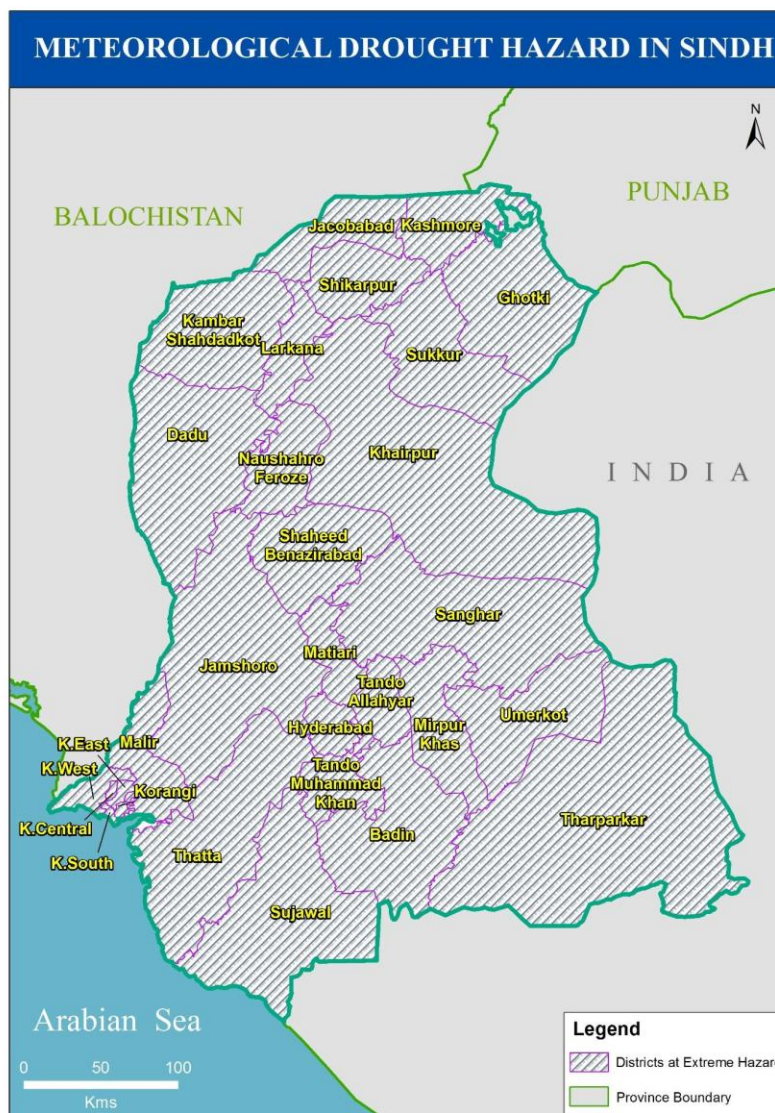 METEOROLOGICAL DROUGHT HAZARD IN SINDH
N
PUNJAB
BALOCHISTAN
Jacobabad
Kashmore
Shikarpur
Ghotki
Kambar
Shahdadkot
Larkana
Sukkur
Dadu
Naushahro
Feroze
Khairpur
INDIA
Shaheed
Benazirabad
Sanghar
Matiari
Jamshoro
Tando
Allahyar
Umerkot
Hyderabad
Mirpur
Khas
K.East
Malir
K.West
Korangi
Tando
Muhammad
Khan
K.Central
K.South
Tharparkar
Badin
Thatta
Sujawal
Arabian Sea
0 50 100
Kms
Legend
Districts at Extreme Hazard
Province Boundary